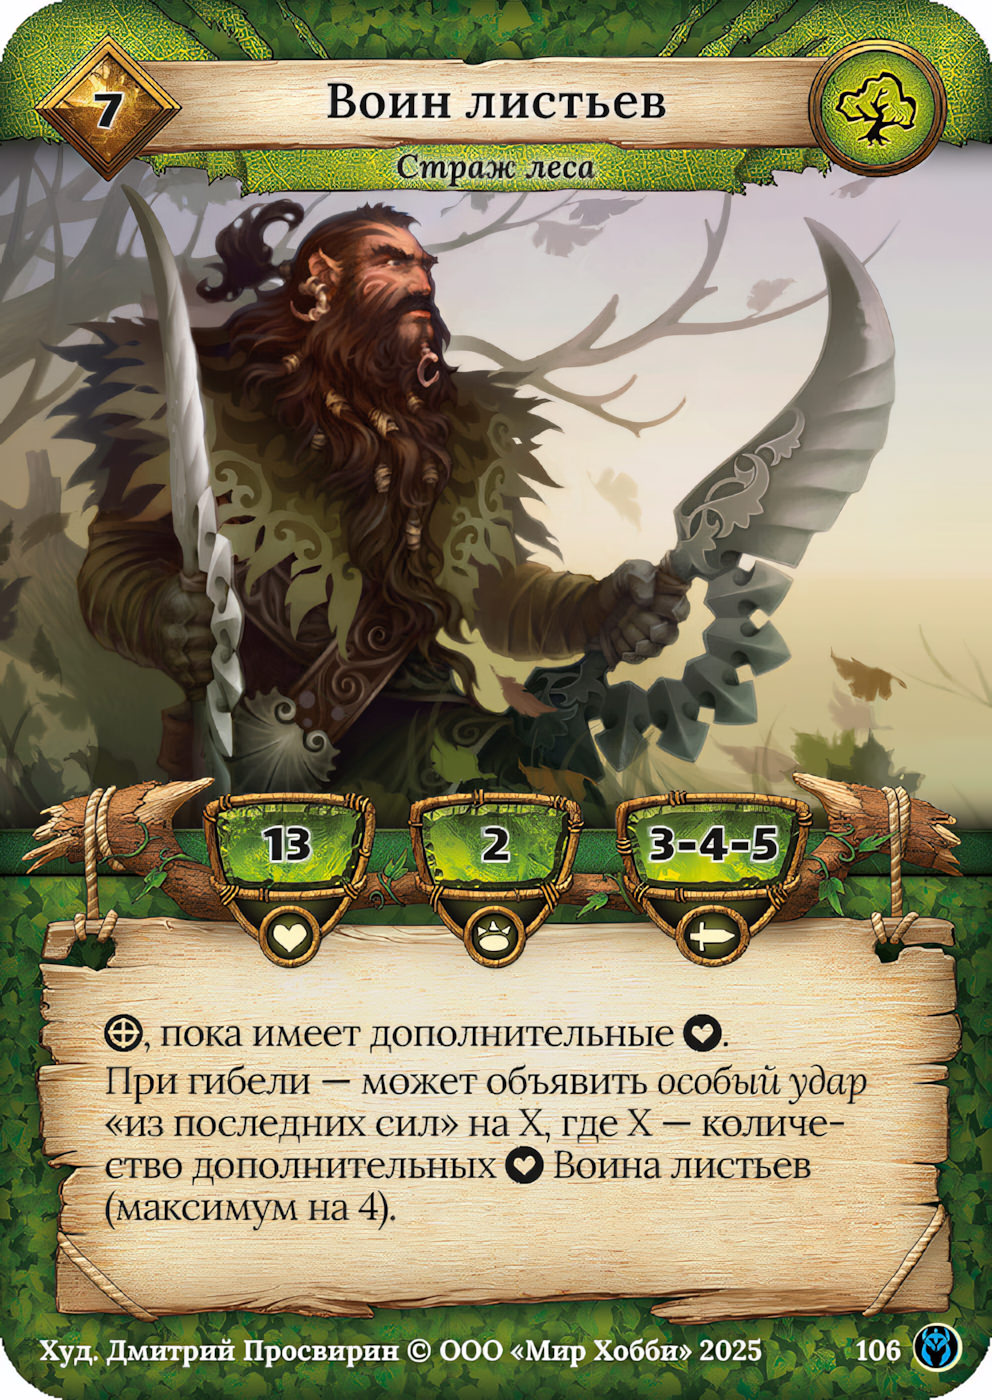 7
Воин листьев
Страж леса
13
2
3-4-5
, пока имеет дополнительные .
При гибели — может объявить особый удар
«из последних сил» на X, где X — количе-
ство дополнительных Воина листьев
(максимум на 4).
Худ. Дмитрий Просвирин © ООО «Мир Хобби» 2025
106